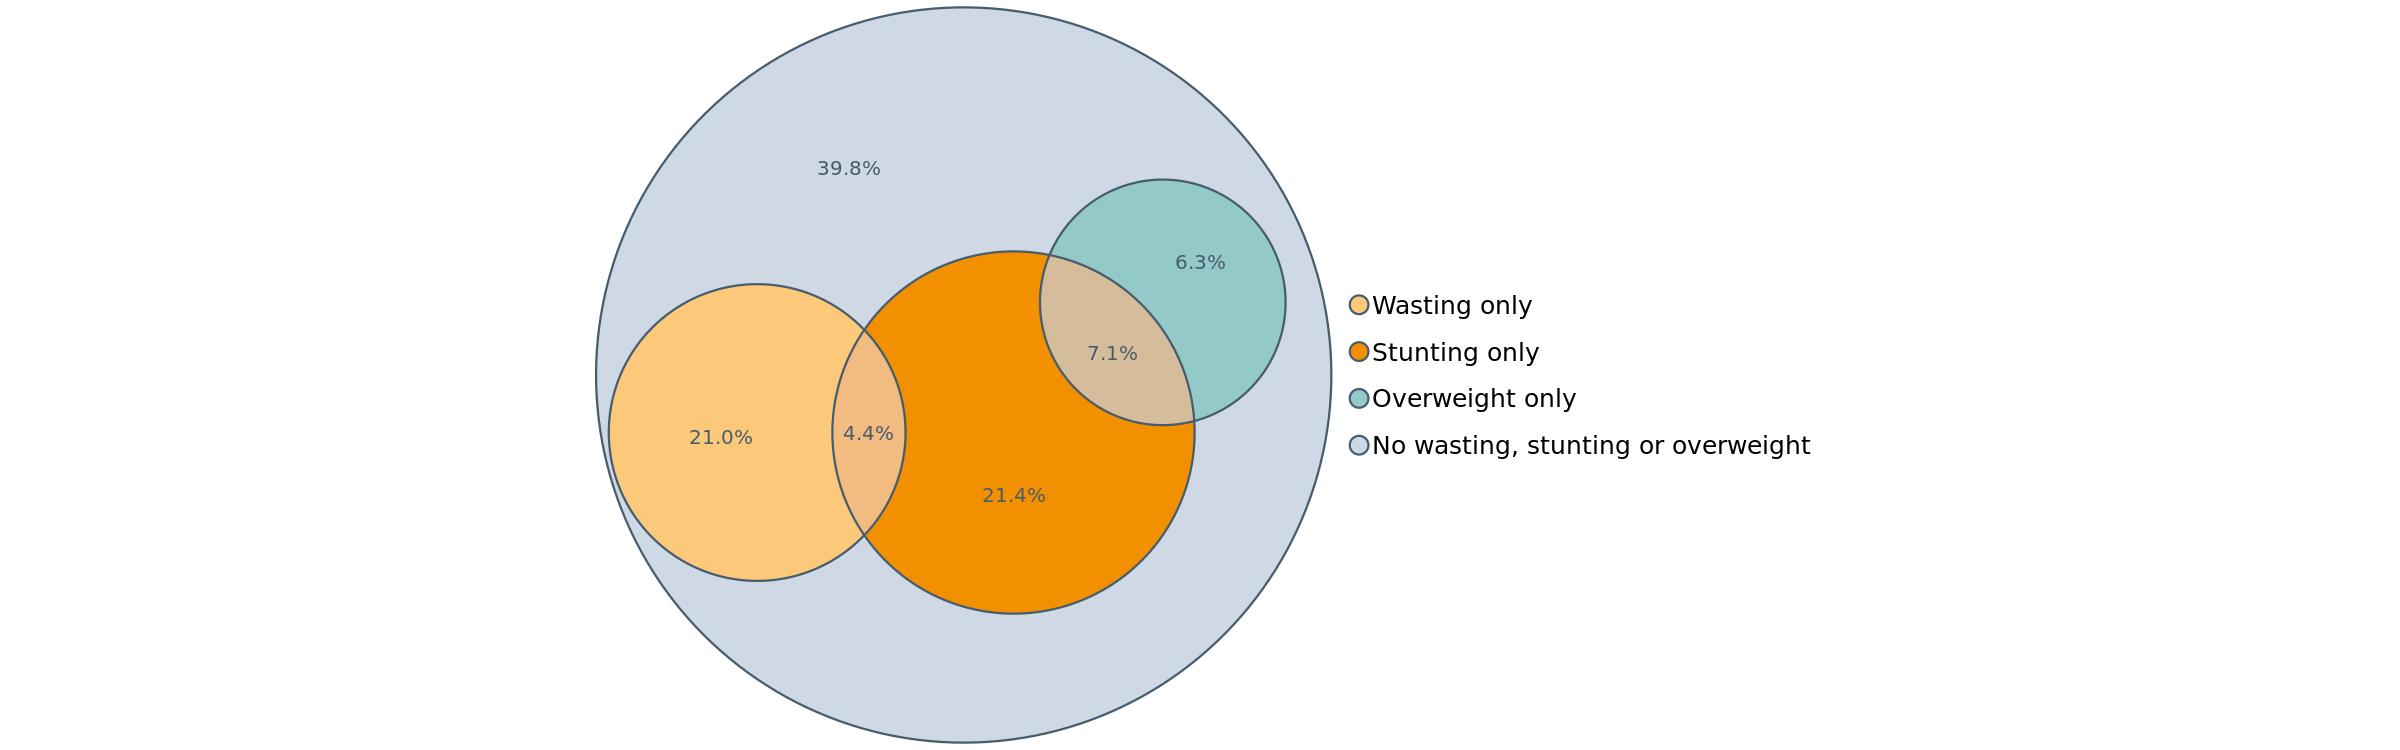 39.8%
6.3%
7.1%
21.0%
4.4%
21.4%
Wasting only
Stunting only
Overweight only
No wasting, stunting or overweight